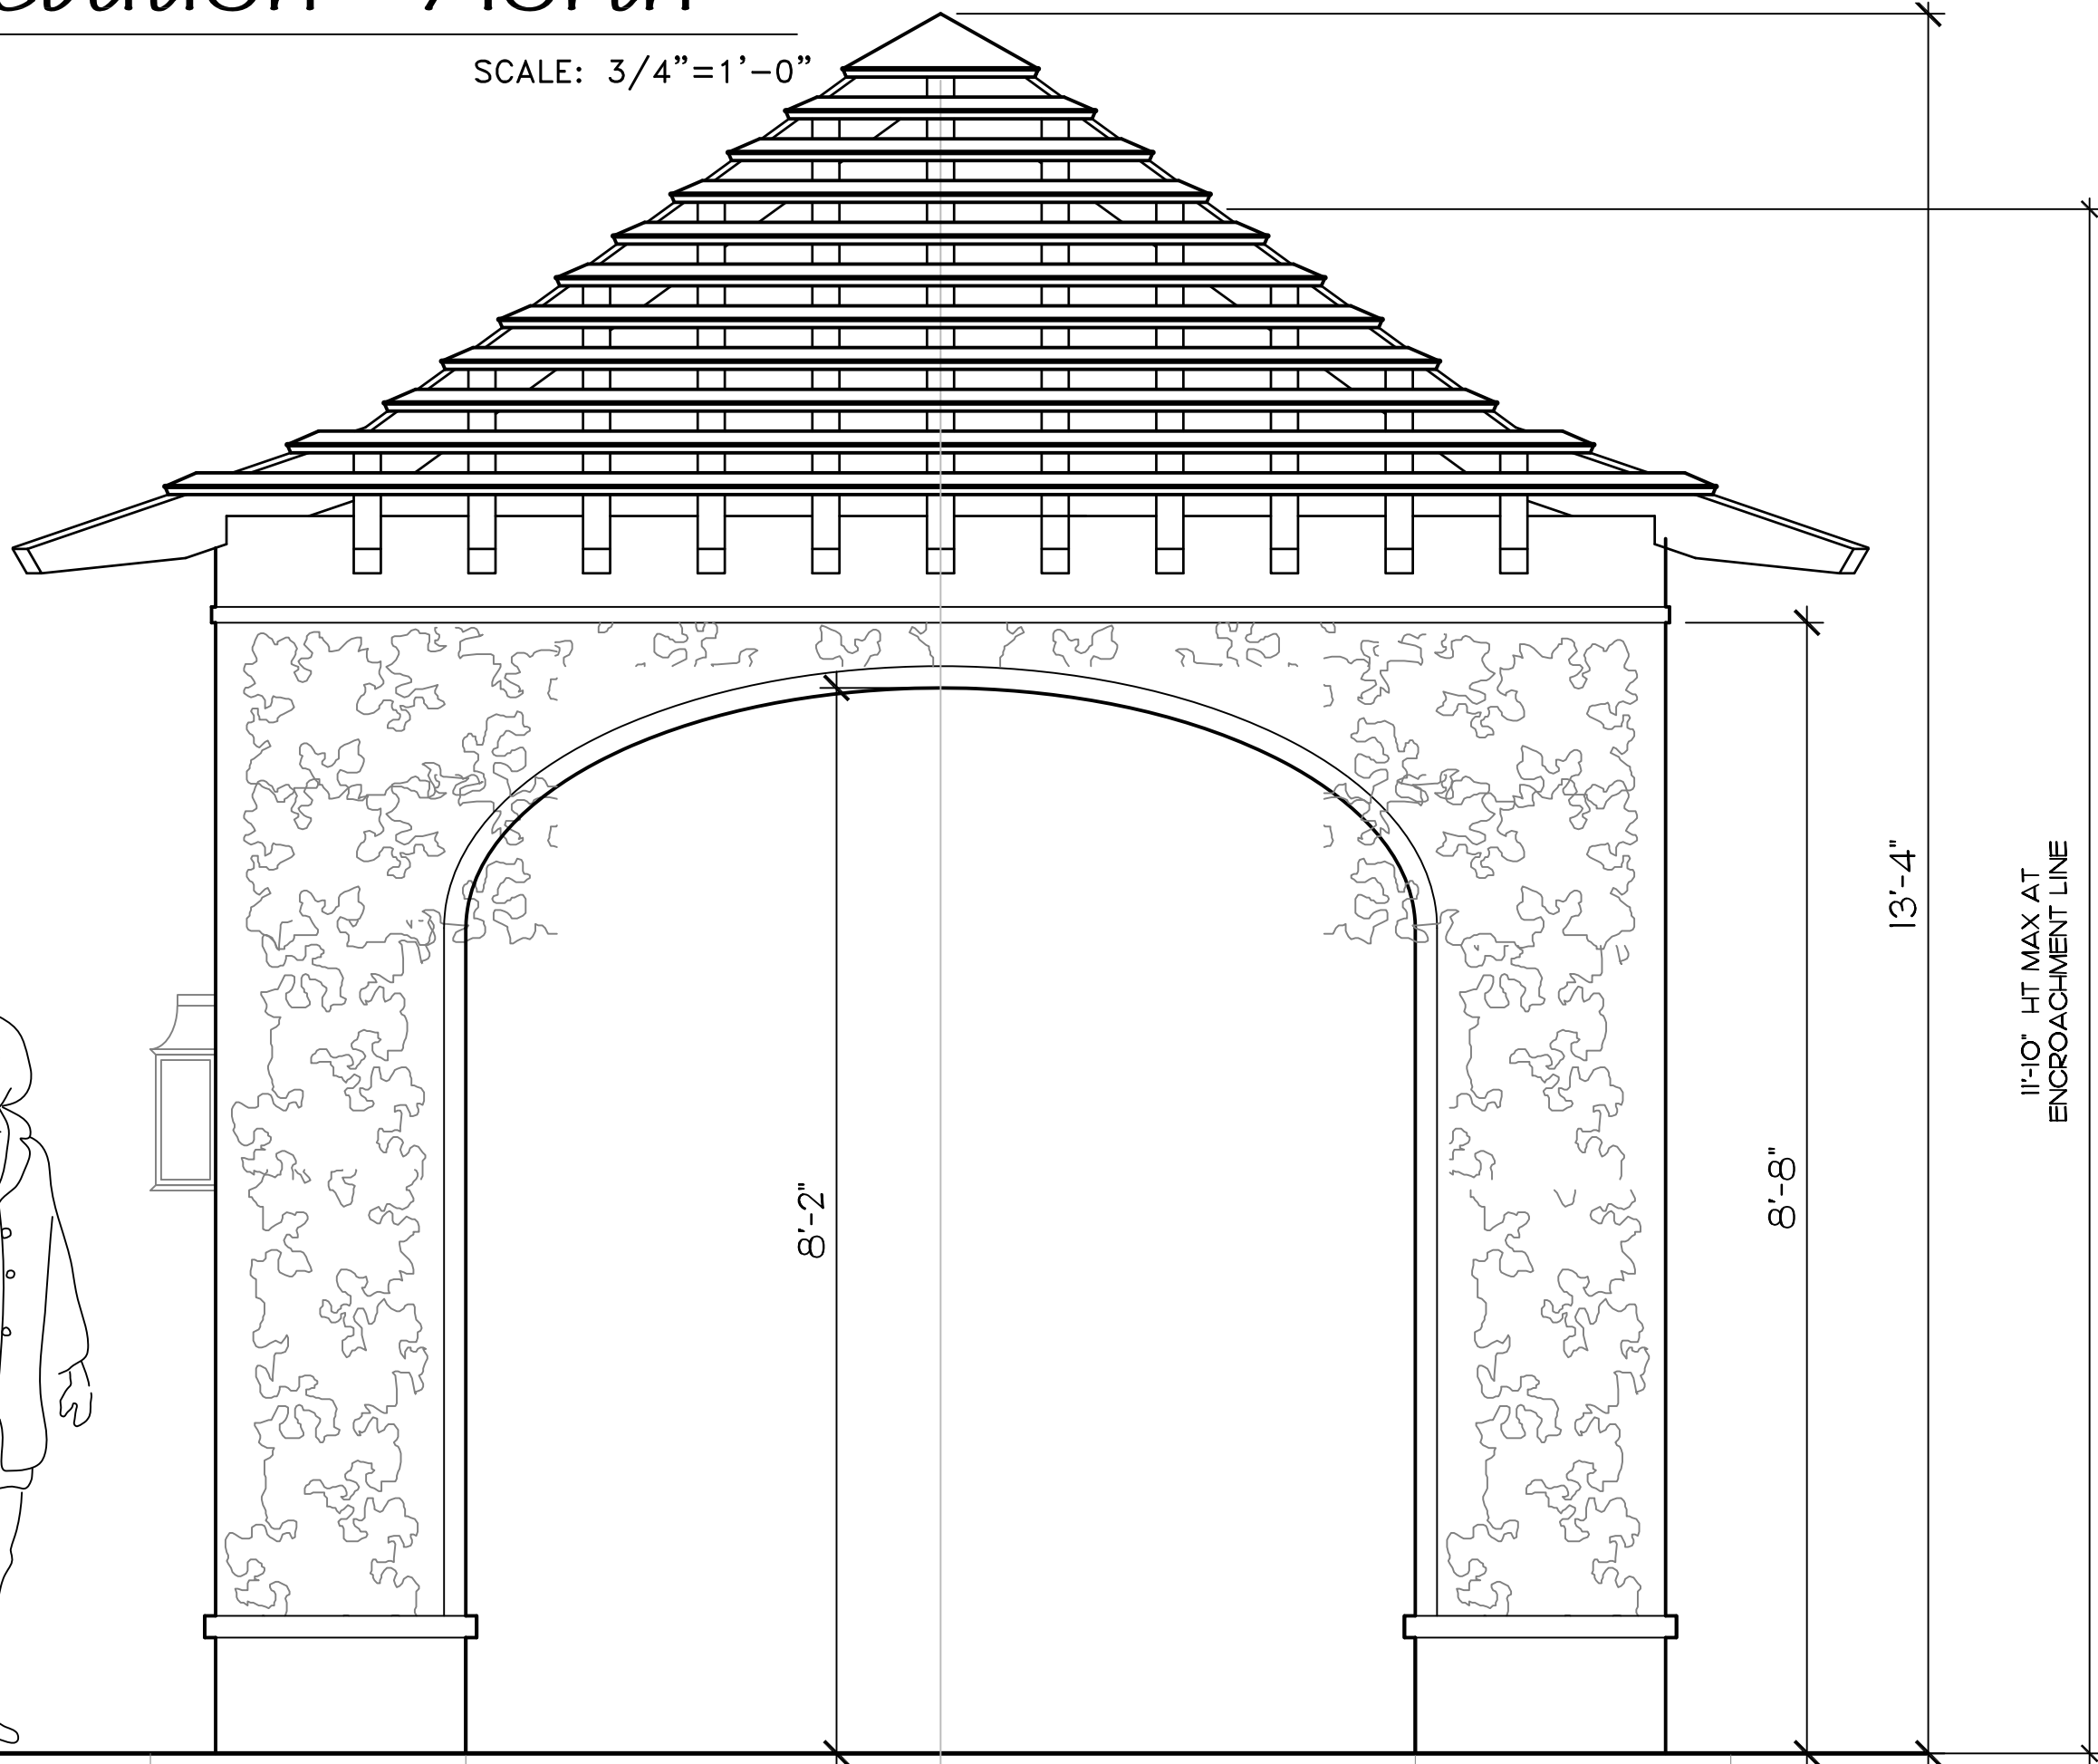 SCALE: 3/4"=1'-0"
13'-4"
11'-10" HT MAX AT
ENCROACHMENT LINE
8'-8"
8'-2"